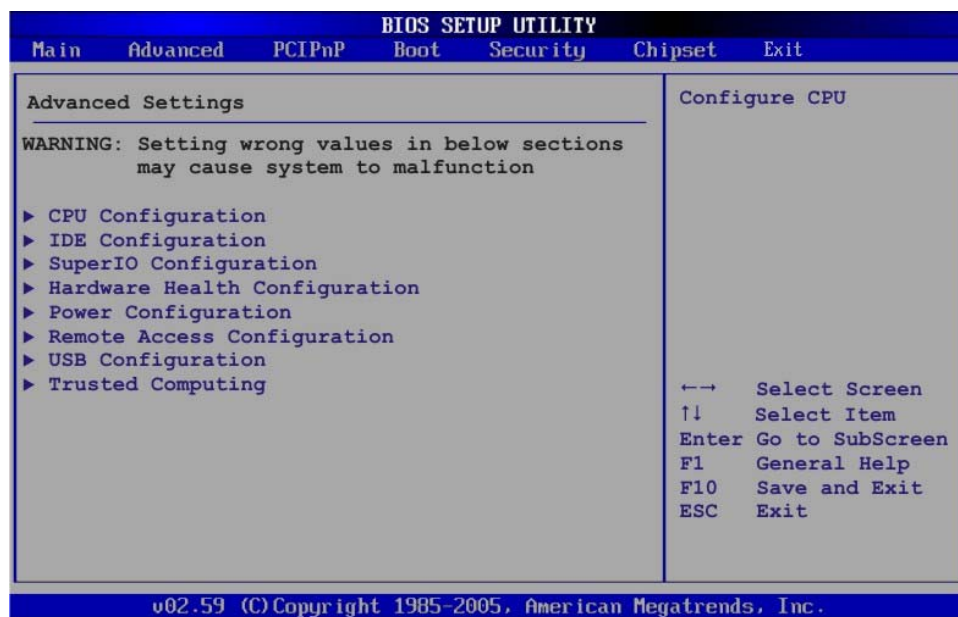 BIOS SETUP UTILITY
Main Advanced PCIPnP Boot Security Chipset Exit
Advanced Settings
WARNING: Setting wrong values in below sections
may cause system to malfunction
▶ CPU Configuration
▶ IDE Configuration
▶ SuperIO Configuration
▶ Hardware Health Configuration
▶ Power Configuration
▶ Remote Access Configuration
▶ USB Configuration
▶ Trusted Computing
Configure CPU
←→ Select Screen
↑↓ Select Item
Enter Go to SubScreen
F1 General Help
F10 Save and Exit
ESC Exit
v02.59 (C)Copyright 1985-2005, American Megatrends, Inc.